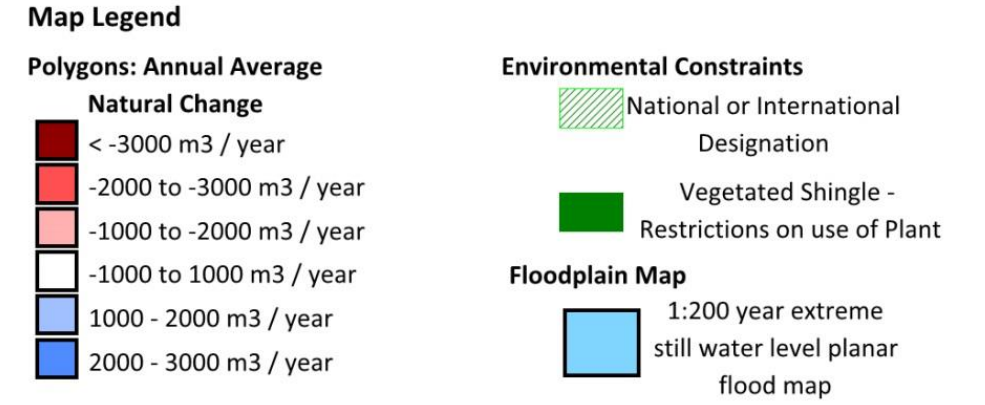 Map Legend
Polygons: Annual Average
Natural Change
< -3000 m3 / year
-2000 to -3000 m3 / year
-1000 to -2000 m3 / year
-1000 to 1000 m3 / year
1000 - 2000 m3 / year
2000 - 3000 m3 / year
Environmental Constraints
National or International
Designation
Vegetated Shingle -
Restrictions on use of Plant
Floodplain Map
1:200 year extreme
still water level planar
flood map